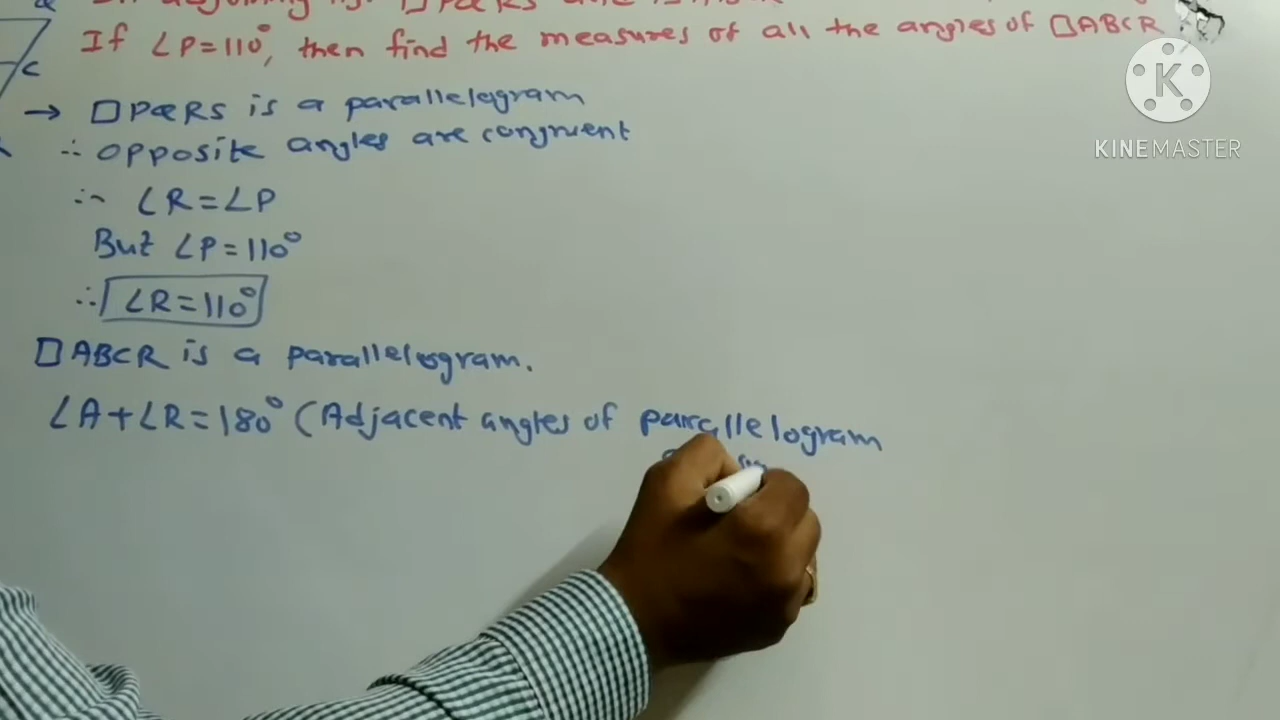 If ∠P=110°, then find the measures of all the angles of □ABCR
C
→ □PQRS is a parallelogram
∴ opposite angles are congruent
∴ ∠R=∠P
But ∠P=110°
∴ ∠R=110°
□ABCR is a parallelogram.
∠A+∠R=180° (Adjacent angles of parallelogram
K
KINEMASTER